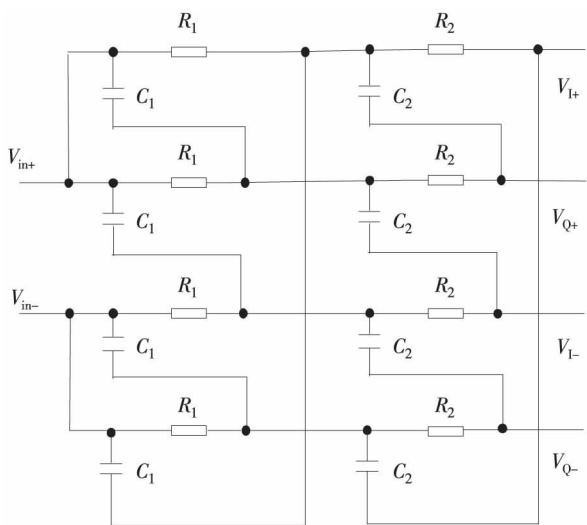 R1 R2
C1 C2 VI+
Vin+ R1 R2
C1 C2 VQ+
Vin− R1 R2
C1 C2 VI−
R1 R2
C1 C2 VQ−